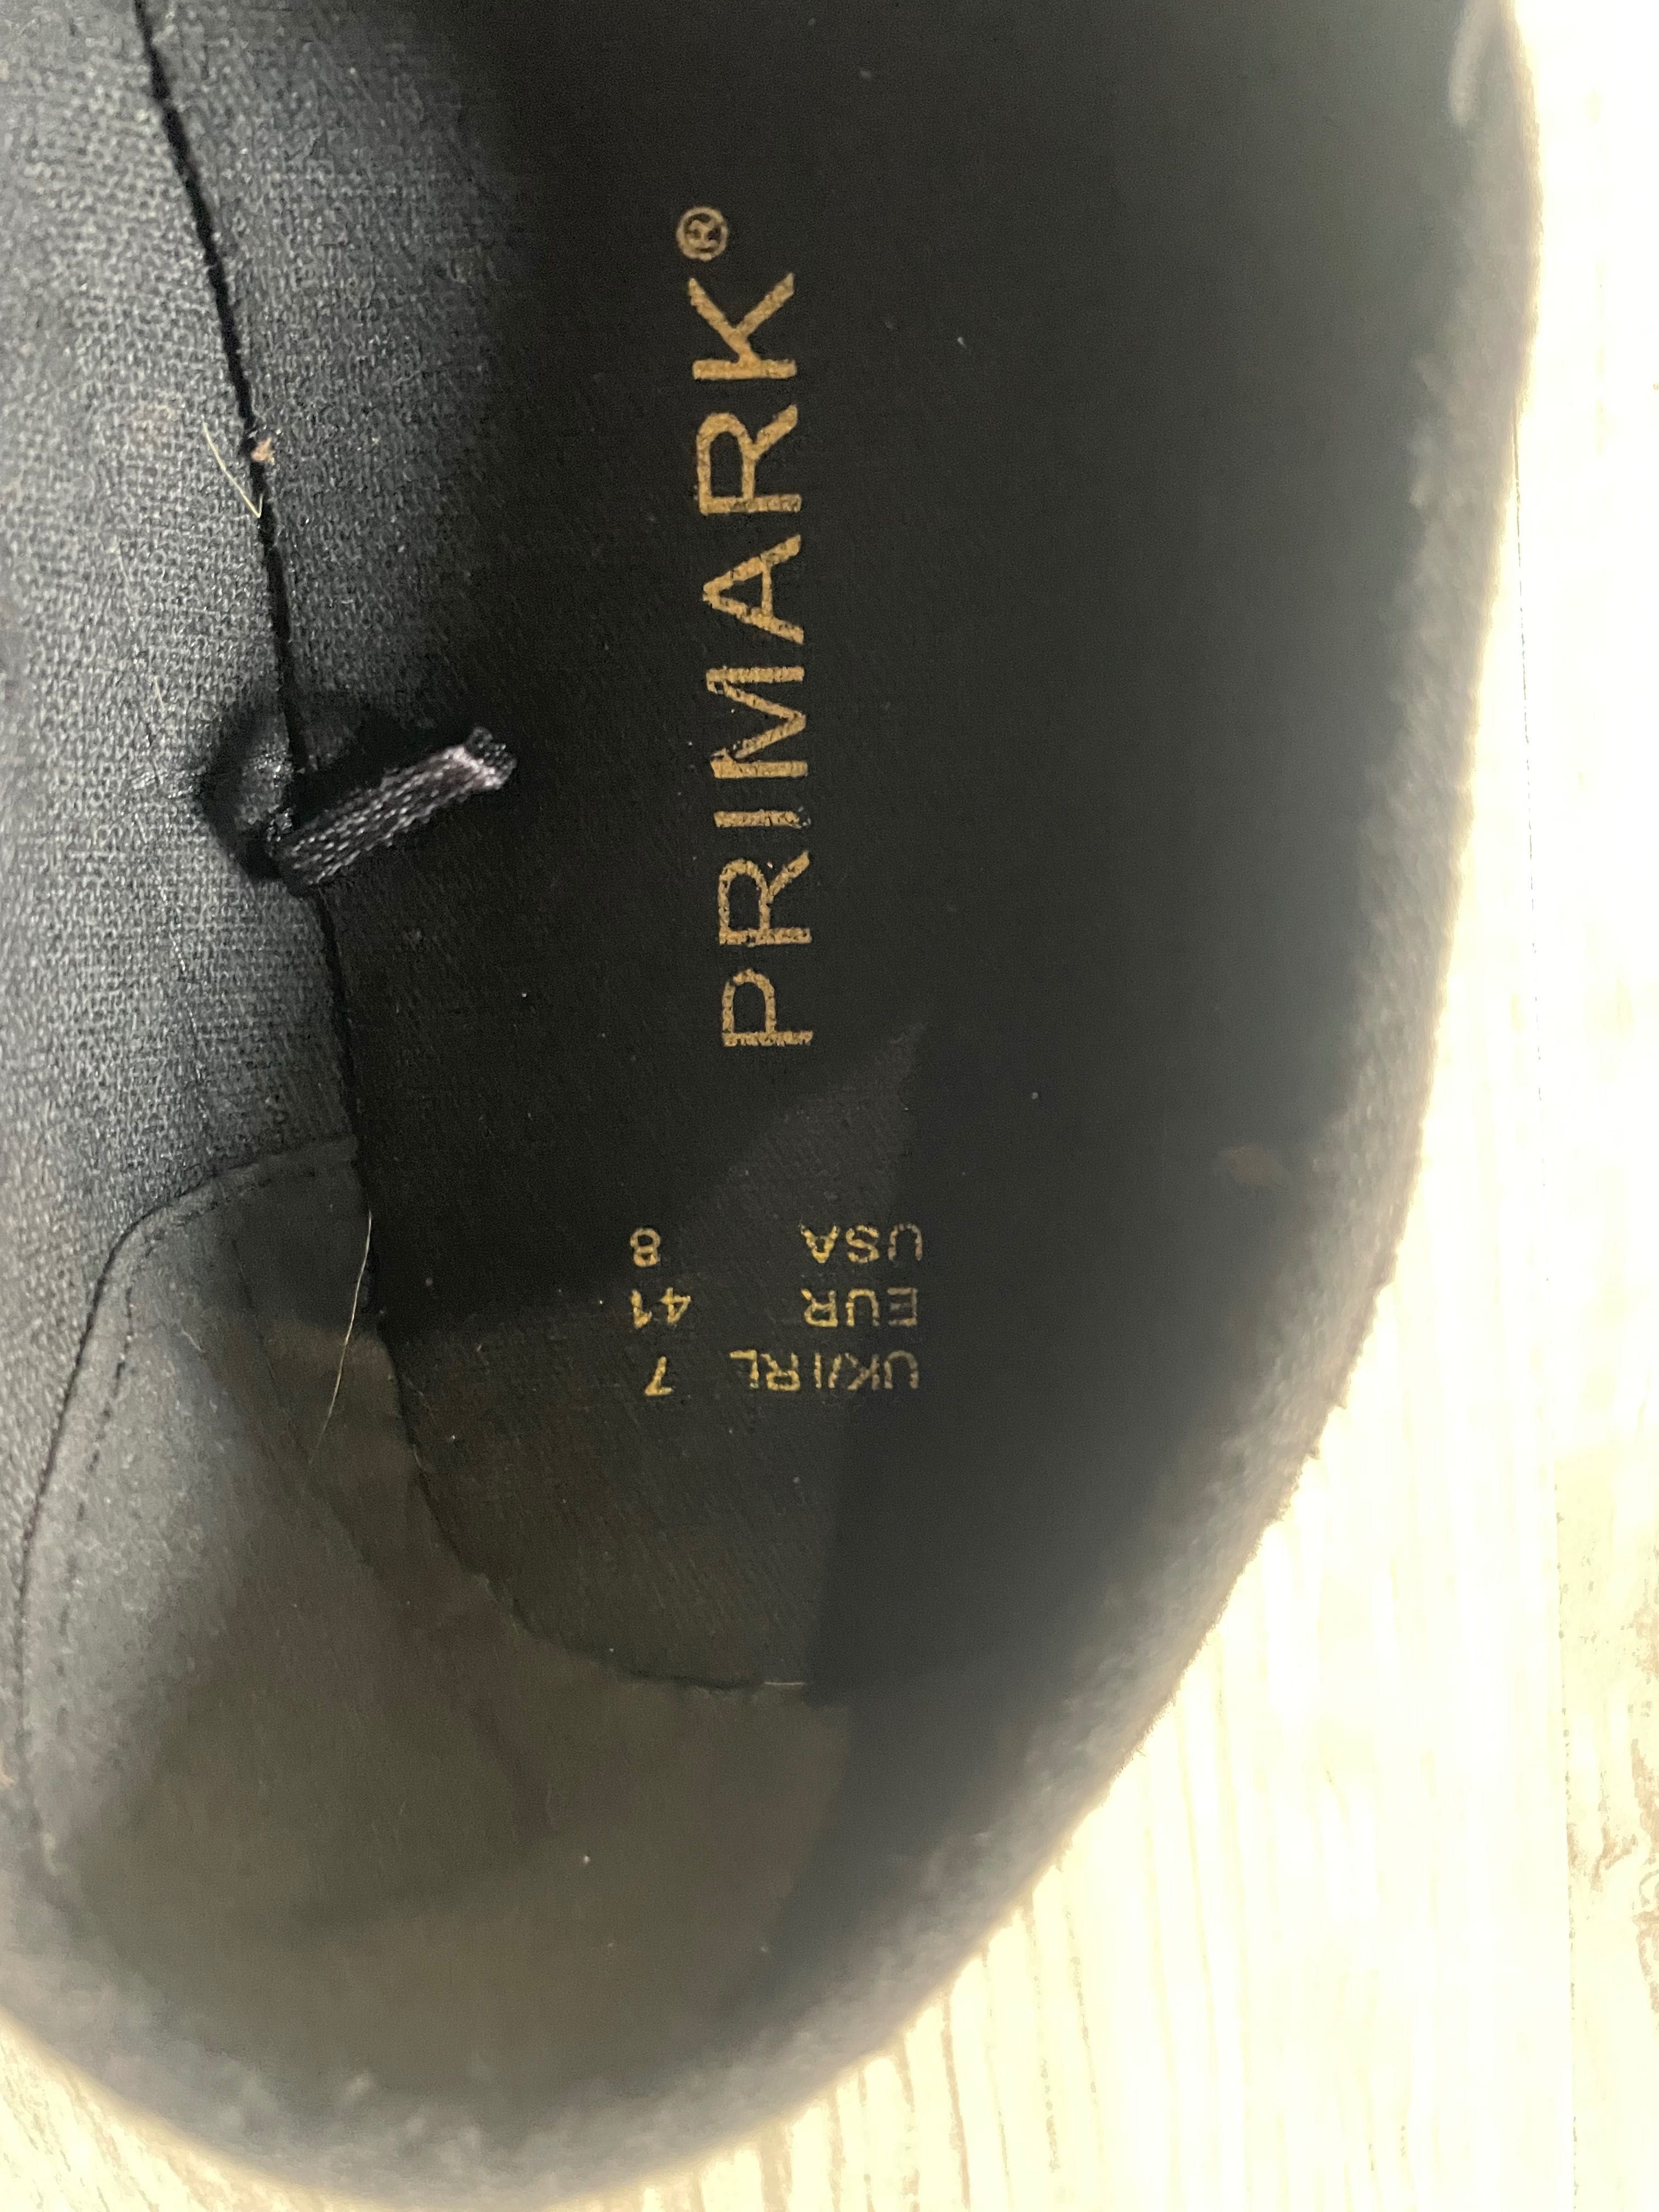 PRIMARK®
UK/IRL 7
EUR 41
USA 8